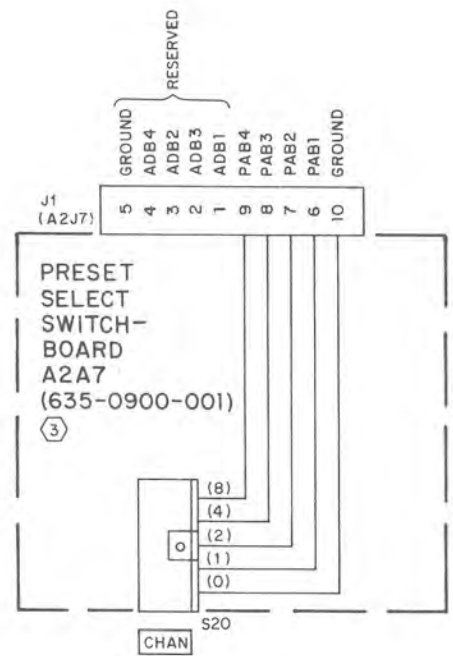 RESERVED
GROUND
ADB4
ADB2
ADB3
ADB1
PAB4
PAB3
PAB2
PAB1
GROUND
J1
(A2J7)
5 4 3 2 1 9 8 7 6 10
PRESET
SELECT
SWITCH-
BOARD
A2A7
(635-0900-001)
3
(8)
(4)
(2)
(1)
(0)
S20
CHAN